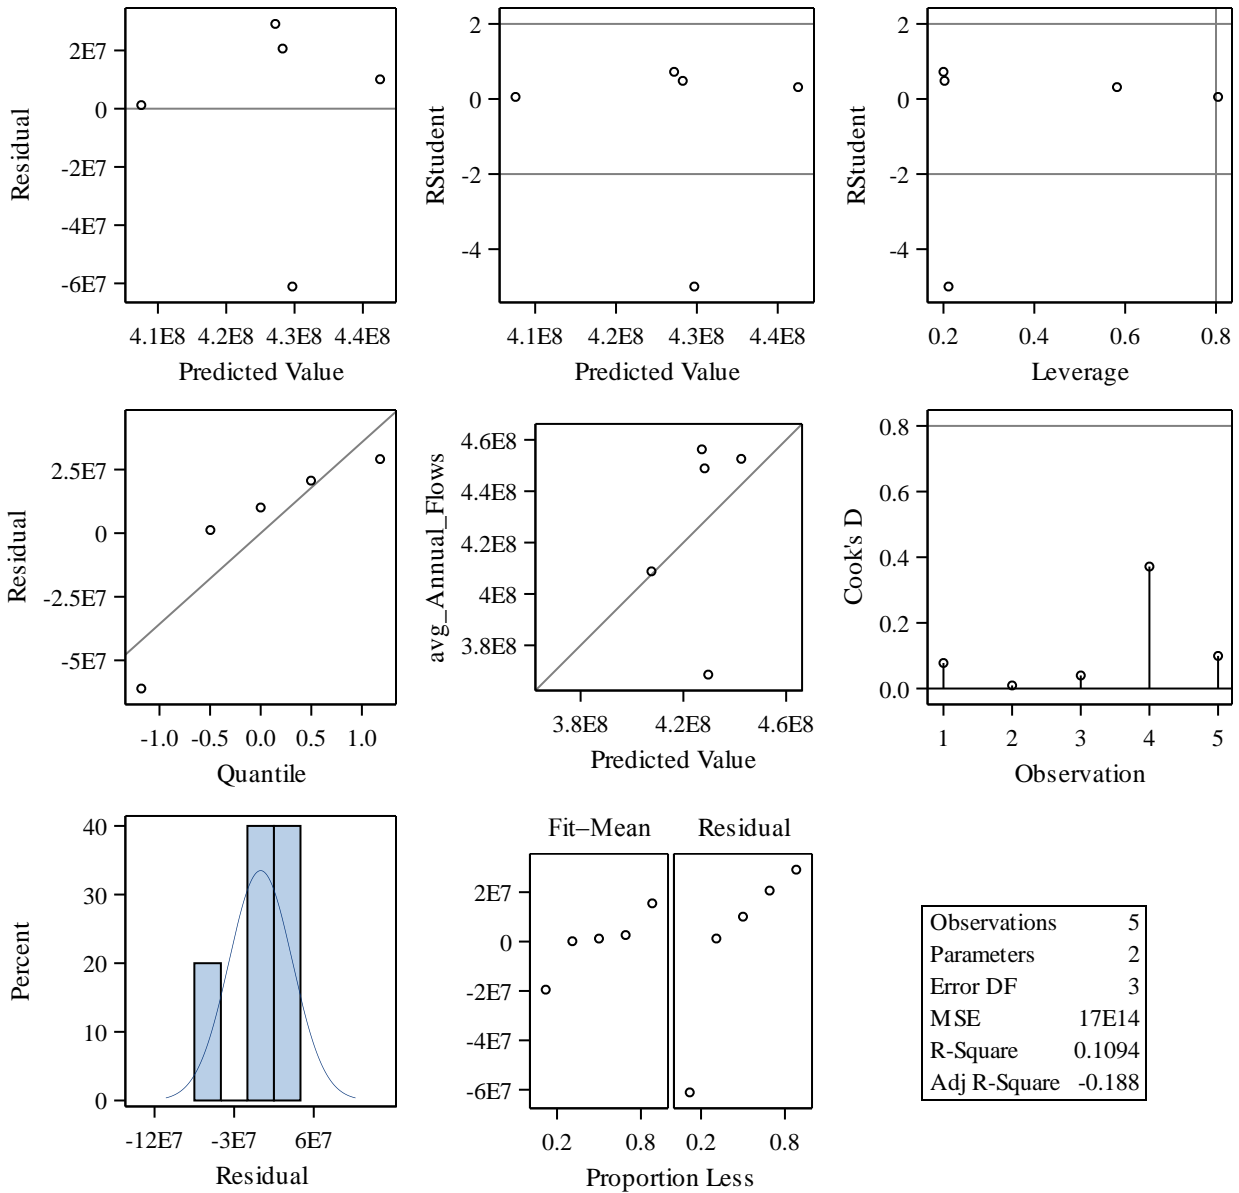 Residual
2E7
0
-2E7
-4E7
-6E7
4.1E8 4.2E8 4.3E8 4.4E8
Predicted Value
RStudent
2
0
-2
-4
4.1E8 4.2E8 4.3E8 4.4E8
Predicted Value
RStudent
2
0
-2
-4
0.2 0.4 0.6 0.8
Leverage
Residual
2.5E7
0
-2.5E7
-5E7
-1.0 -0.5 0.0 0.5 1.0
Quantile
avg_Annual_Flows
4.6E8
4.4E8
4.2E8
4E8
3.8E8
3.8E8 4.2E8 4.6E8
Predicted Value
Cook's D
0.8
0.6
0.4
0.2
0.0
1 2 3 4 5
Observation
Percent
40
30
20
10
0
-12E7 -3E7 6E7
Residual
Fit–Mean Residual
2E7
0
-2E7
-4E7
-6E7
0.2 0.8 0.2 0.8
Proportion Less
Observations 5
Parameters 2
Error DF 3
MSE 17E14
R-Square 0.1094
Adj R-Square -0.188